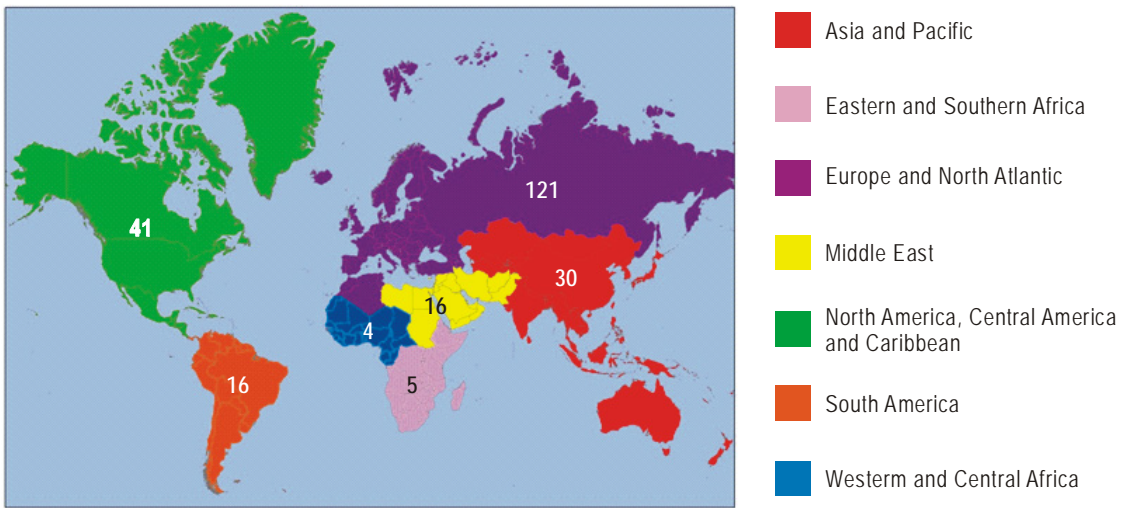 41
16
121
30
16
4
5
Asia and Pacific
Eastern and Southern Africa
Europe and North Atlantic
Middle East
North America, Central America
and Caribbean
South America
Westerm and Central Africa